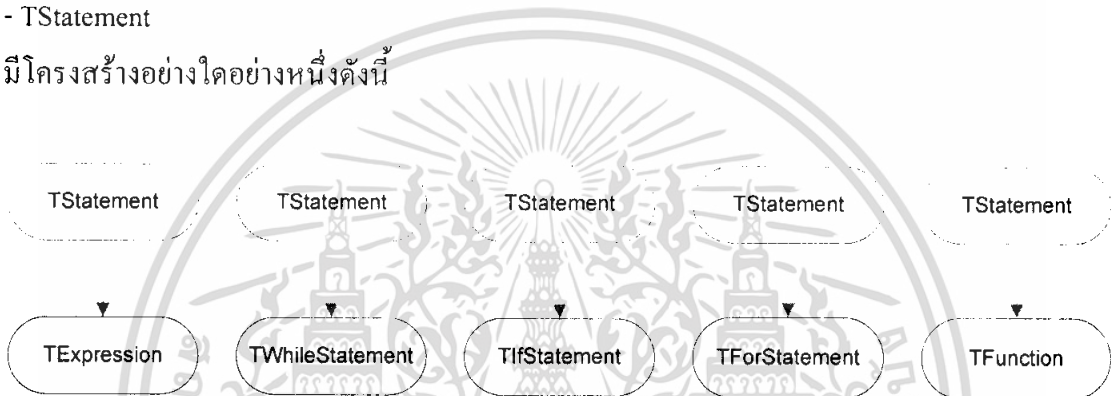 - TStatement
มีโครงสร้างอย่างใดอย่างหนึ่งดังนี้
TStatement TStatement TStatement TStatement TStatement
TExpression TWhileStatement TIfStatement TForStatement TFunction